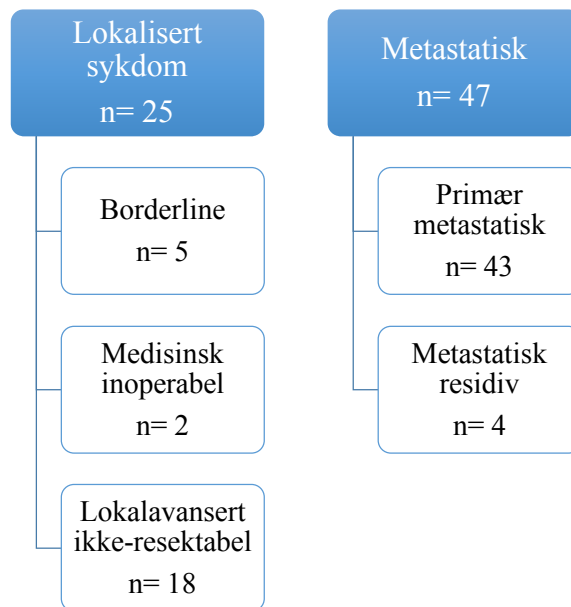 Lokalisert
sykdom
n= 25
Borderline
n= 5
Medisinsk
inoperabel
n= 2
Lokalavansert
ikke-resektabel
n= 18
Metastatisk
n= 47
Primær
metastatisk
n= 43
Metastatisk
residiv
n= 4